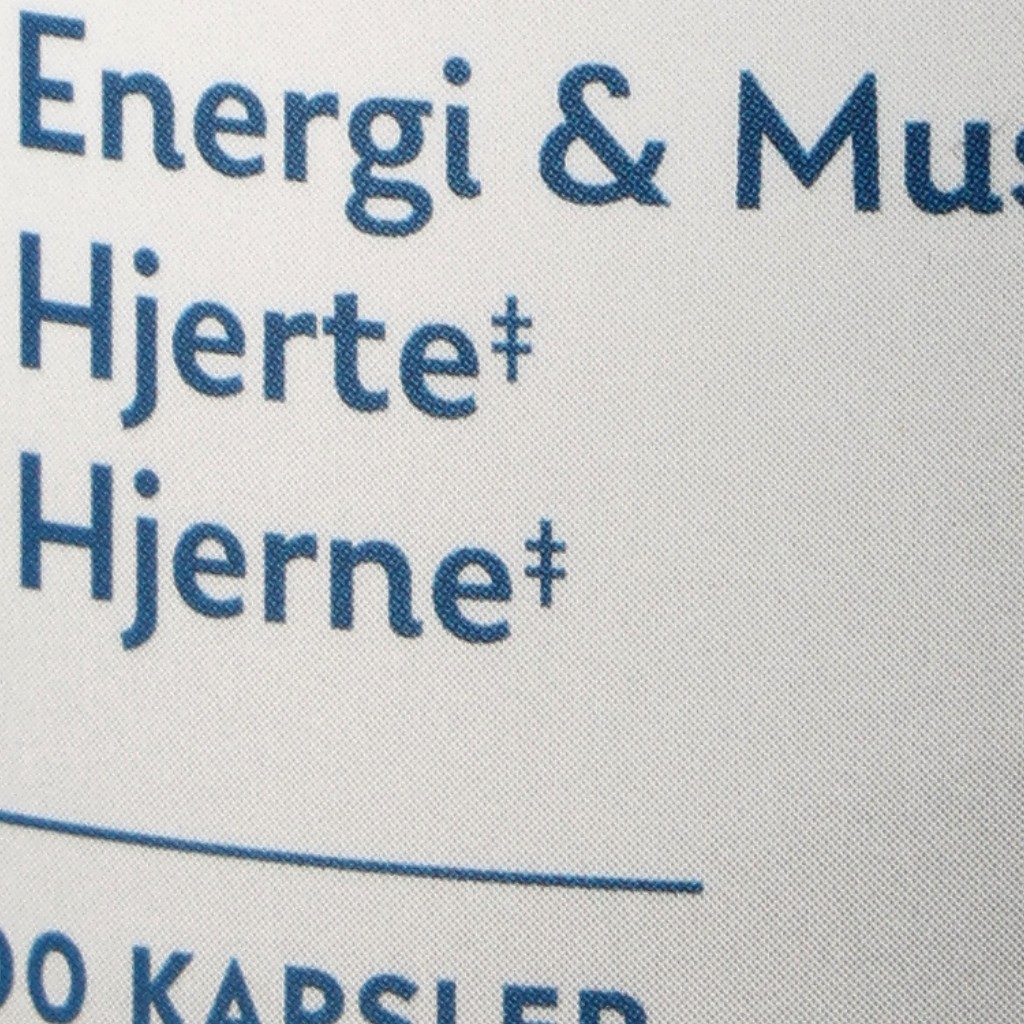 Energi & Mus
Hjerte‡
Hjerne‡
00 KAPSLER